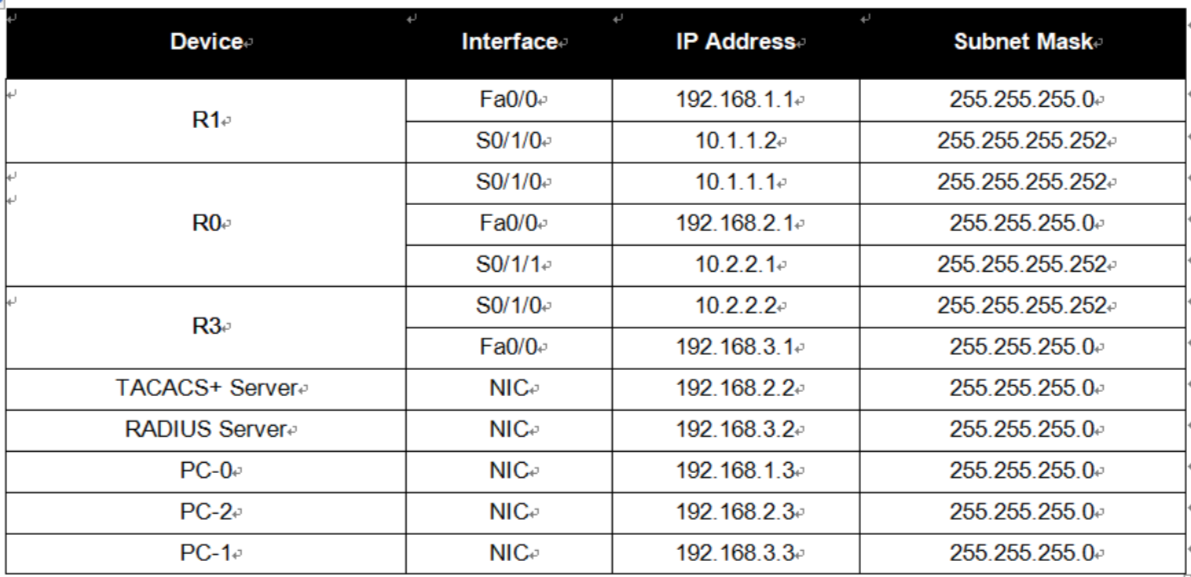 Device Interface IP Address Subnet Mask
R1 Fa0/0 192.168.1.1 255.255.255.0
S0/1/0 10.1.1.2 255.255.255.252
R0 S0/1/0 10.1.1.1 255.255.255.252
Fa0/0 192.168.2.1 255.255.255.0
S0/1/1 10.2.2.1 255.255.255.252
R3 S0/1/0 10.2.2.2 255.255.255.252
Fa0/0 192.168.3.1 255.255.255.0
TACACS+ Server NIC 192.168.2.2 255.255.255.0
RADIUS Server NIC 192.168.3.2 255.255.255.0
PC-0 NIC 192.168.1.3 255.255.255.0
PC-2 NIC 192.168.2.3 255.255.255.0
PC-1 NIC 192.168.3.3 255.255.255.0